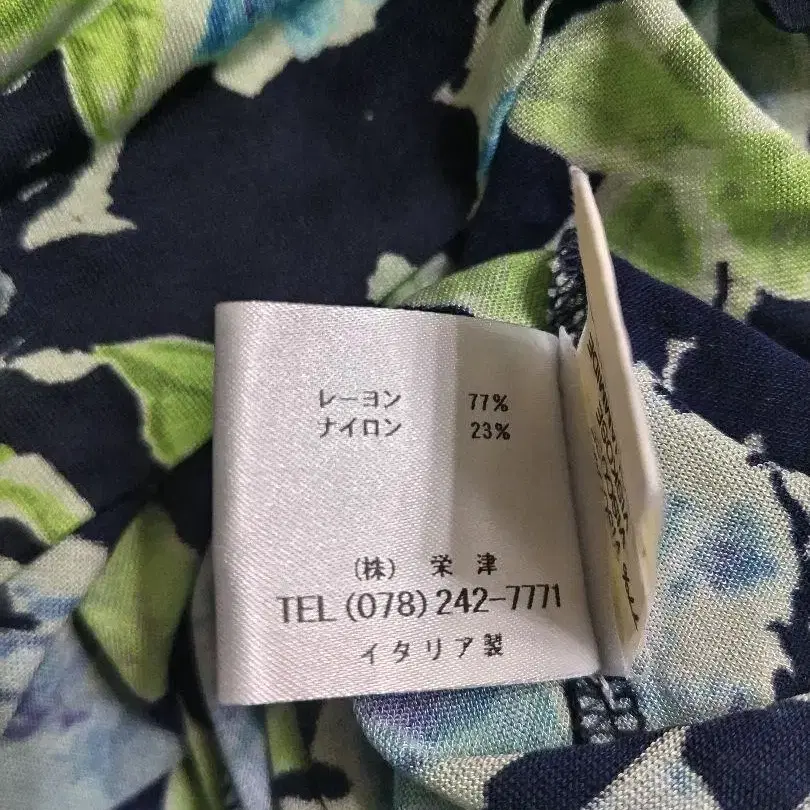 レーヨン 77%
ナイロン 23%
(株) 栄津
TEL (078) 242-7771
イタリア製